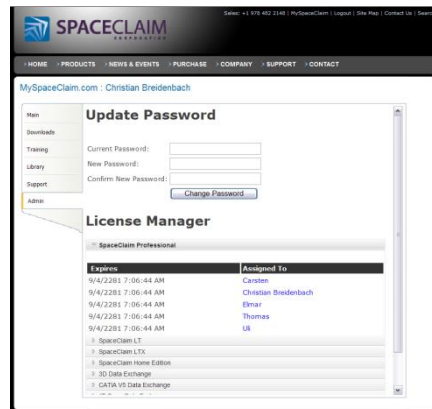 Sales: +1 978 482 2148 | MySpaceClaim | Logout | Site Map | Contact Us | Search
SPACECLAIM
CORPORATION
HOME PRODUCTS NEWS & EVENTS PURCHASE COMPANY SUPPORT CONTACT
MySpaceClaim.com : Christian Breidenbach
Main
Downloads
Training
Library
Support
Admin
Update Password
Current Password:
New Password:
Confirm New Password:
Change Password
License Manager
SpaceClaim Professional
Expires Assigned To
9/4/2281 7:06:44 AM Carsten
9/4/2281 7:06:44 AM Christian Breidenbach
9/4/2281 7:06:44 AM Elmar
9/4/2281 7:06:44 AM Thomas
9/4/2281 7:06:44 AM Uli
SpaceClaim LT
SpaceClaim LTX
SpaceClaim Home Edition
3D Data Exchange
CATIA V5 Data Exchange